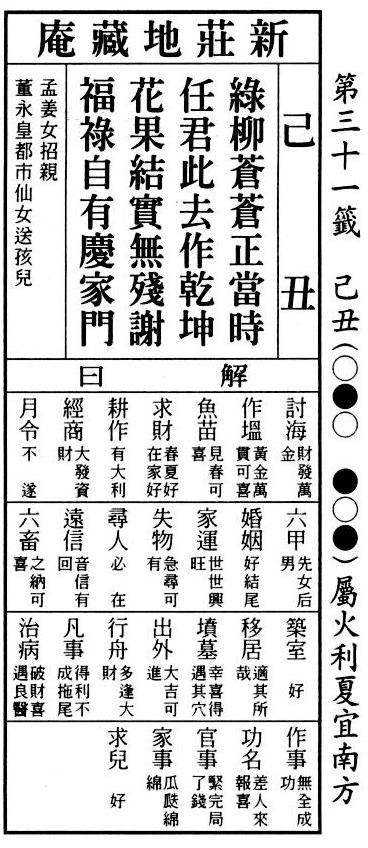 第三十一籤 己丑(○●○ ●○●)屬火利夏宜南方
新莊地藏庵
己丑
綠柳蒼蒼正當時
任君此去作乾坤
花果結實無殘謝
福祿自有慶家門
孟姜女招親
董永皇都市仙女送孩兒
解曰
討海 財發萬金
作塭 黃金萬貫可喜
魚苗 見春可喜
求財 春夏好在家好
耕作 有大利
經商 大發資財
月令 不遂
六甲 先女后男
婚姻 好結尾
家運 世世興旺
失物 急尋可有
尋人 必在
遠信 音信有回
六畜 之納可喜
築室 好
移居 適其所哉
墳墓 幸喜得遇其穴
出外 大吉可進
行舟 多逢大財
凡事 得利不成拖尾
治病 破財喜遇良醫
作事 無全成功
功名 差人來報喜
官事 緊完局了錢
家事 瓜瓞綿綿
求兒 好